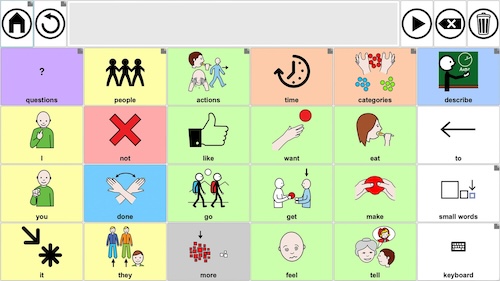 ?
questions
people
actions
time
categories
describe
I
not
like
want
eat
to
you
done
go
get
make
small words
it
they
more
feel
tell
keyboard